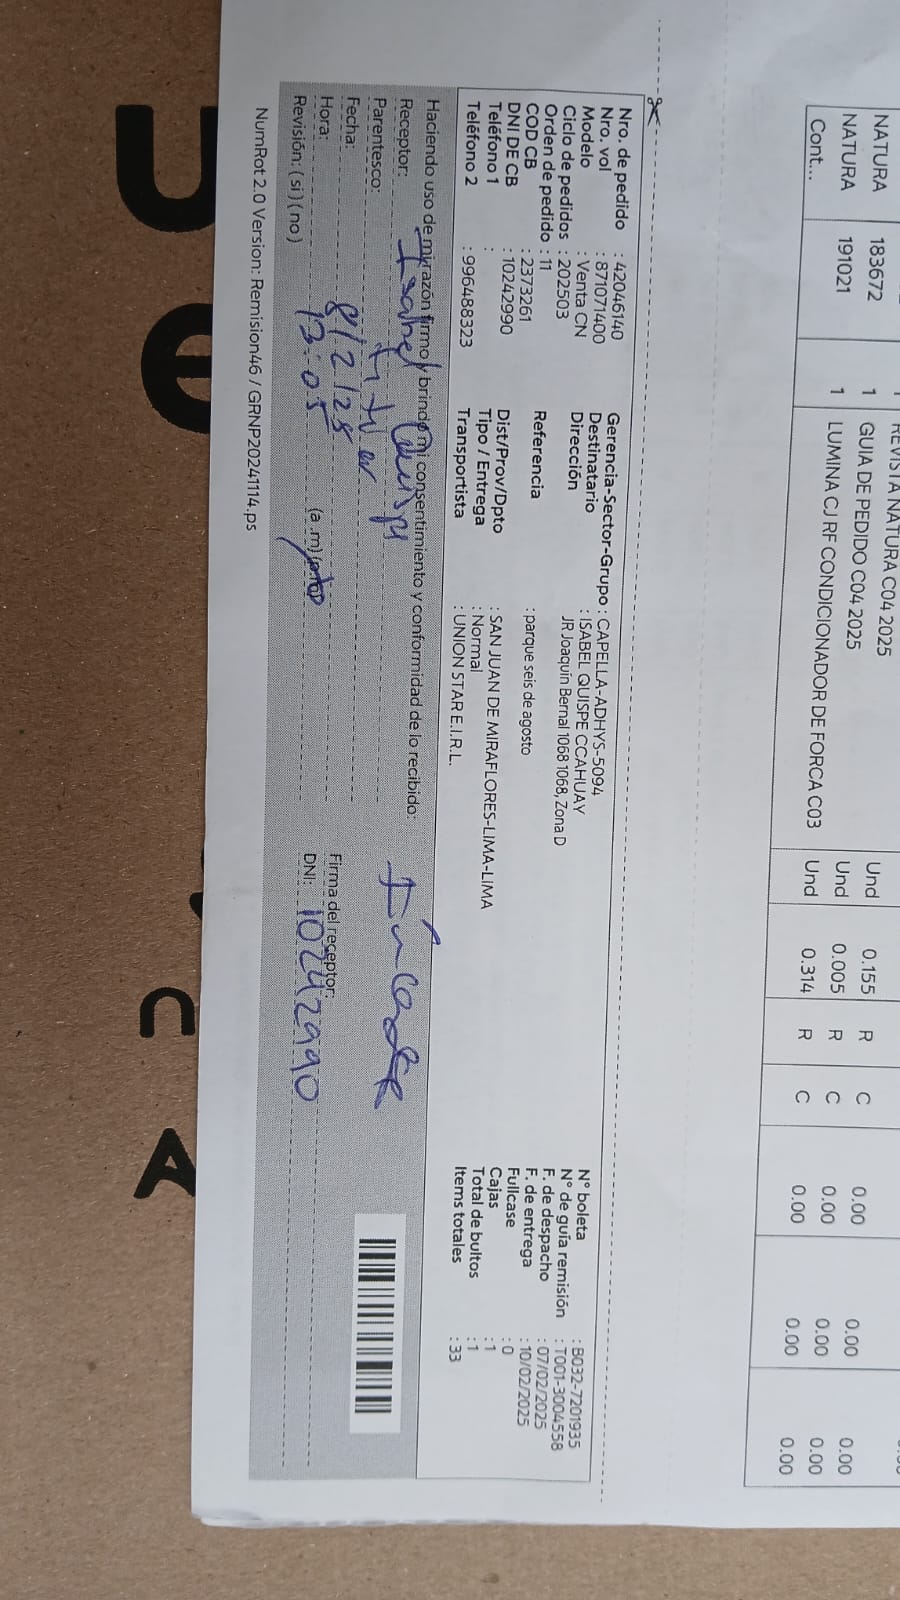 REVISTA NATURA C04 2025
NATURA 183672 1 GUIA DE PEDIDO C04 2025 Und 0.155 R C 0.00 0.00 0.00
NATURA 191021 1 LUMINA CJ RF CONDICIONADOR DE FORCA C03 Und 0.005 R C 0.00 0.00 0.00
Cont... Und 0.314 R C 0.00 0.00 0.00
Nro. de pedido : 42046140
Nro. vol : 871071400
Modelo : Venta CN
Ciclo de pedidos : 202503
Orden de pedido : 11
COD CB : 2373261
DNI DE CB : 10242990
Teléfono 1 :
Teléfono 2 : 996488323
Gerencia-Sector-Grupo : CAPELLA-ADHYS-5094
Destinatario : ISABEL QUISPE CCAHUAY
Dirección JR Joaquin Bernal 1068 1068, Zona D
Referencia : parque seis de agosto
Dist/Prov/Dpto : SAN JUAN DE MIRAFLORES-LIMA-LIMA
Tipo / Entrega : Normal
Transportista : UNION STAR E.I.R.L.
N° boleta : B032-7201935
N° de guía remisión : T001-3004558
F. de despacho : 07/02/2025
F. de entrega : 10/02/2025
Fullcase : 0
Cajas : 1
Total de bultos : 1
Items totales : 33
Haciendo uso de mi razón firmo y brindo mi consentimiento y conformidad de lo recibido:
Receptor: Isabel Quispe
Parentesco: titular
Fecha: 8/2/25
Hora: 13:05 (a.m)(p.m)
Revisión: (si) (no)
Firma del receptor:
DNI: 10242990
NumRot 2.0 Version: Remision46 / GRNP20241114.ps